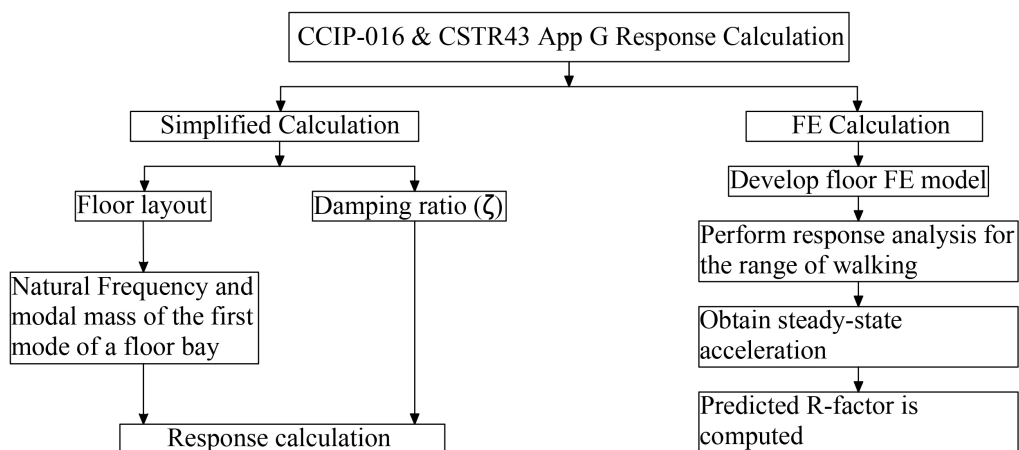 CCIP-016 & CSTR43 App G Response Calculation
Simplified Calculation
FE Calculation
Floor layout
Damping ratio (ζ)
Develop floor FE model
Natural Frequency and
modal mass of the first
mode of a floor bay
Perform response analysis for
the range of walking
Obtain steady-state
acceleration
Response calculation
Predicted R-factor is
computed